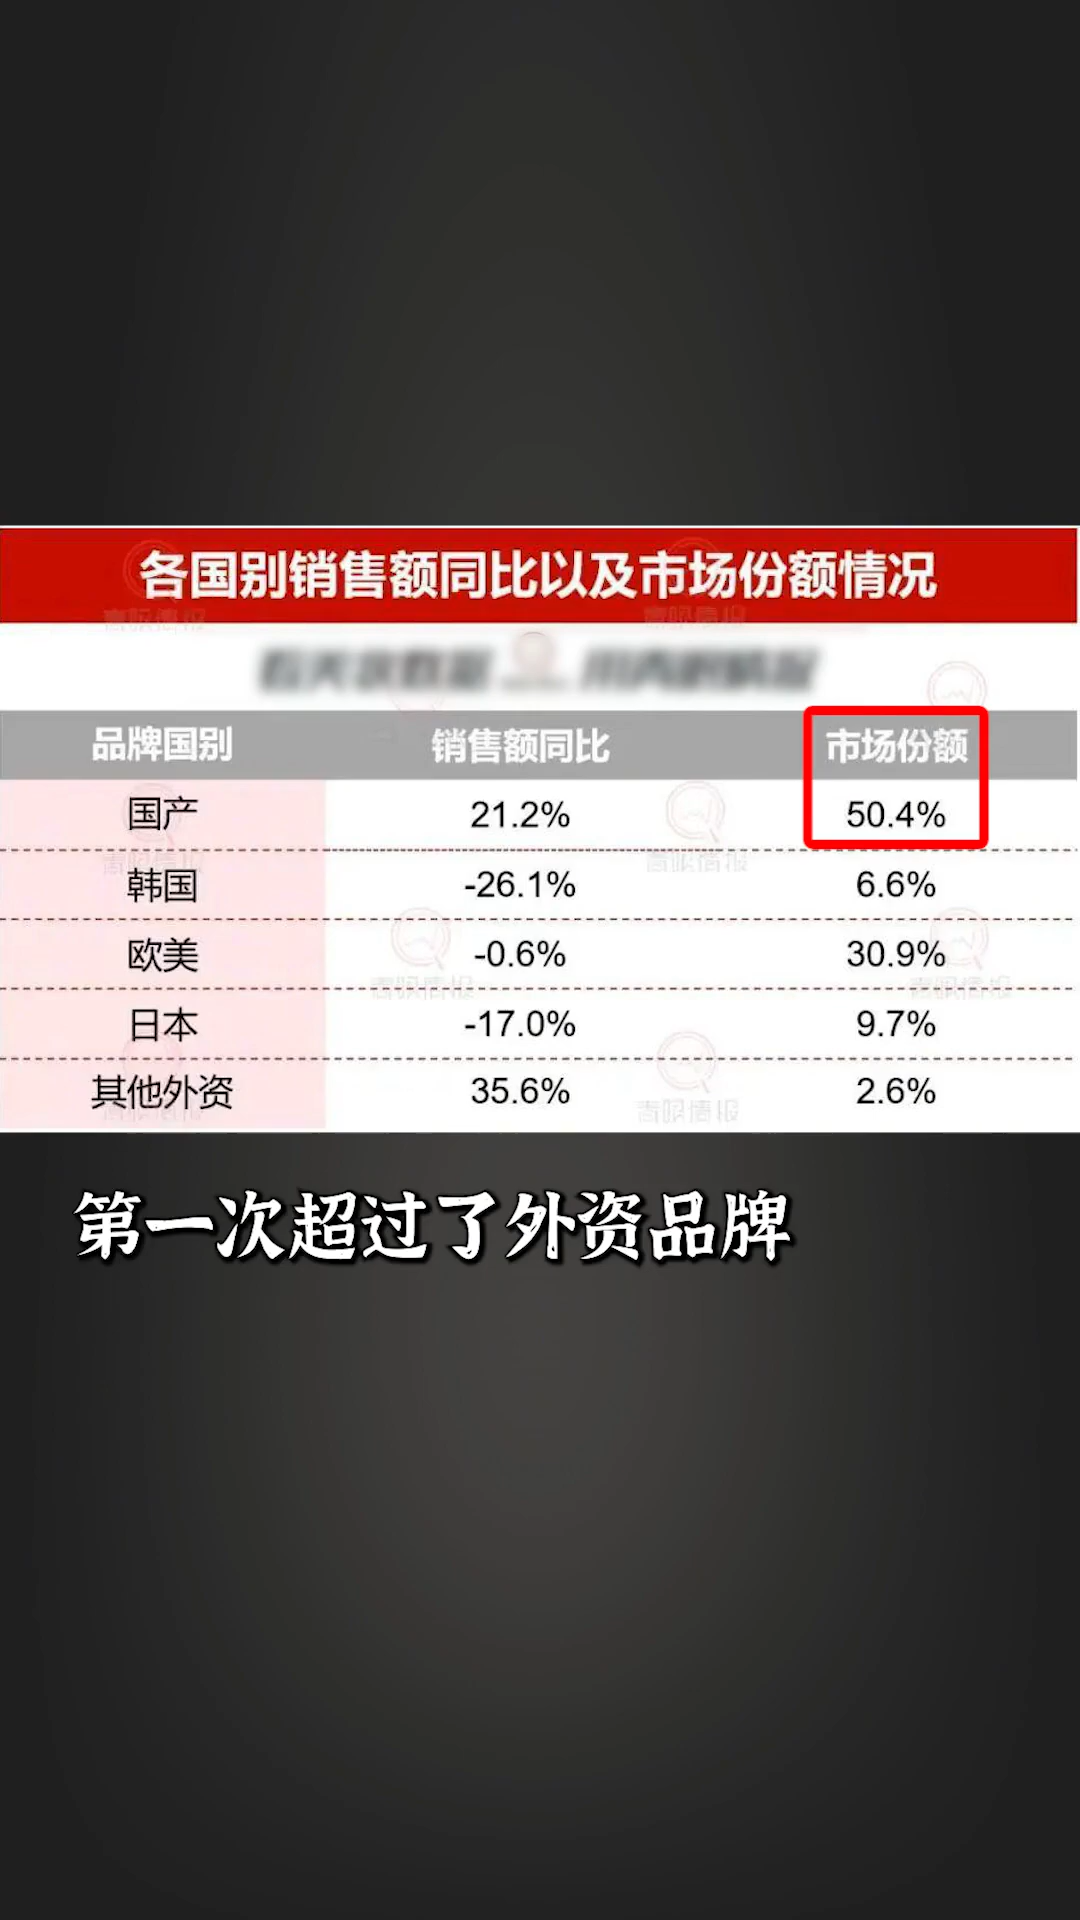 各国别销售额同比以及市场份额情况
品牌国别 销售额同比 市场份额
国产 21.2% 50.4%
韩国 -26.1% 6.6%
欧美 -0.6% 30.9%
日本 -17.0% 9.7%
其他外资 35.6% 2.6%
第一次超过了外资品牌